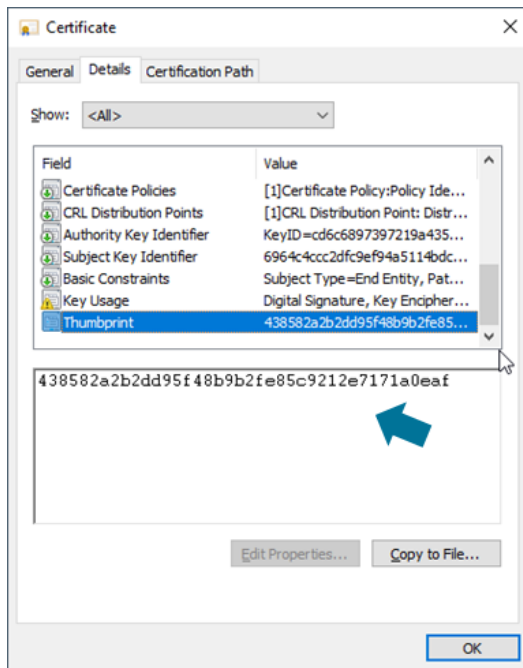 Certificate
General Details Certification Path
Show: <All>
Field Value
Certificate Policies [1]Certificate Policy:Policy Ide...
CRL Distribution Points [1]CRL Distribution Point: Distr...
Authority Key Identifier KeyID=cd6c6897397219a435...
Subject Key Identifier 6964c4ccc2dfc9ef94a5114bdc...
Basic Constraints Subject Type=End Entity, Pat...
Key Usage Digital Signature, Key Encipher...
Thumbprint 438582a2b2dd95f48b9b2fe85...
438582a2b2dd95f48b9b2fe85c9212e7171a0eaf
Edit Properties... Copy to File...
OK